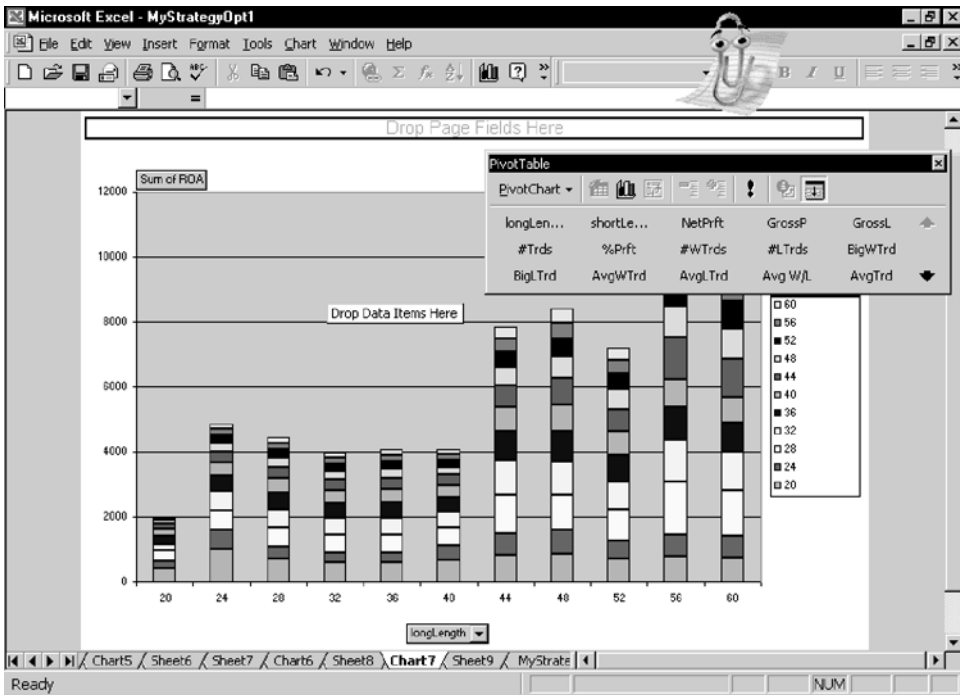 Microsoft Excel - MyStrategyOpt1
File Edit View Insert Format Tools Chart Window Help
B I U
=
Drop Page Fields Here
Sum of ROA
PivotTable
PivotChart
longLen... shortLe... NetPrft GrossP GrossL
#Trds %Prft #WTrds #LTrds BigWTrd
BigLTrd AvgWTrd AvgLTrd Avg W/L AvgTrd
12000
10000
8000
6000
4000
2000
0
Drop Data Items Here
60
56
52
48
44
40
36
32
28
24
20
20 24 28 32 36 40 44 48 52 56 60
longLength
Chart5 Sheet6 Sheet7 Chart6 Sheet8 Chart7 Sheet9 MyStrate
Ready
NUM